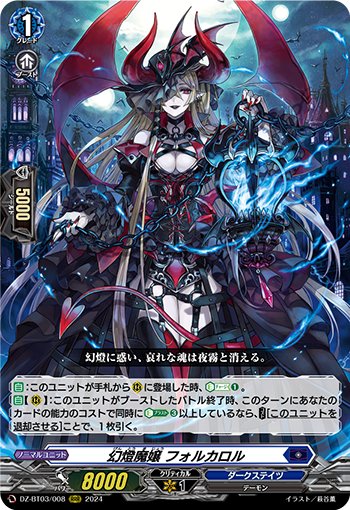 1
グレード
ブースト
シールド
5000
幻燈に惑い、哀れな魂は夜霧と消える。
自：このユニットが手札からⓇに登場した時、1。
自【Ⓡ】：このユニットがブーストしたバトル終了時、このターンにあなたの
カードの能力のコストで同時に 3 以上しているなら、[このユニットを
退却させる]ことで、1枚引く。
ノーマルユニット
幻燈魔嬢 フォルカロル
パワー
8000
クリティカル
1
ダークステイツ
デーモン
DZ-BT03/008 RRR 2024
イラスト／萩谷薫